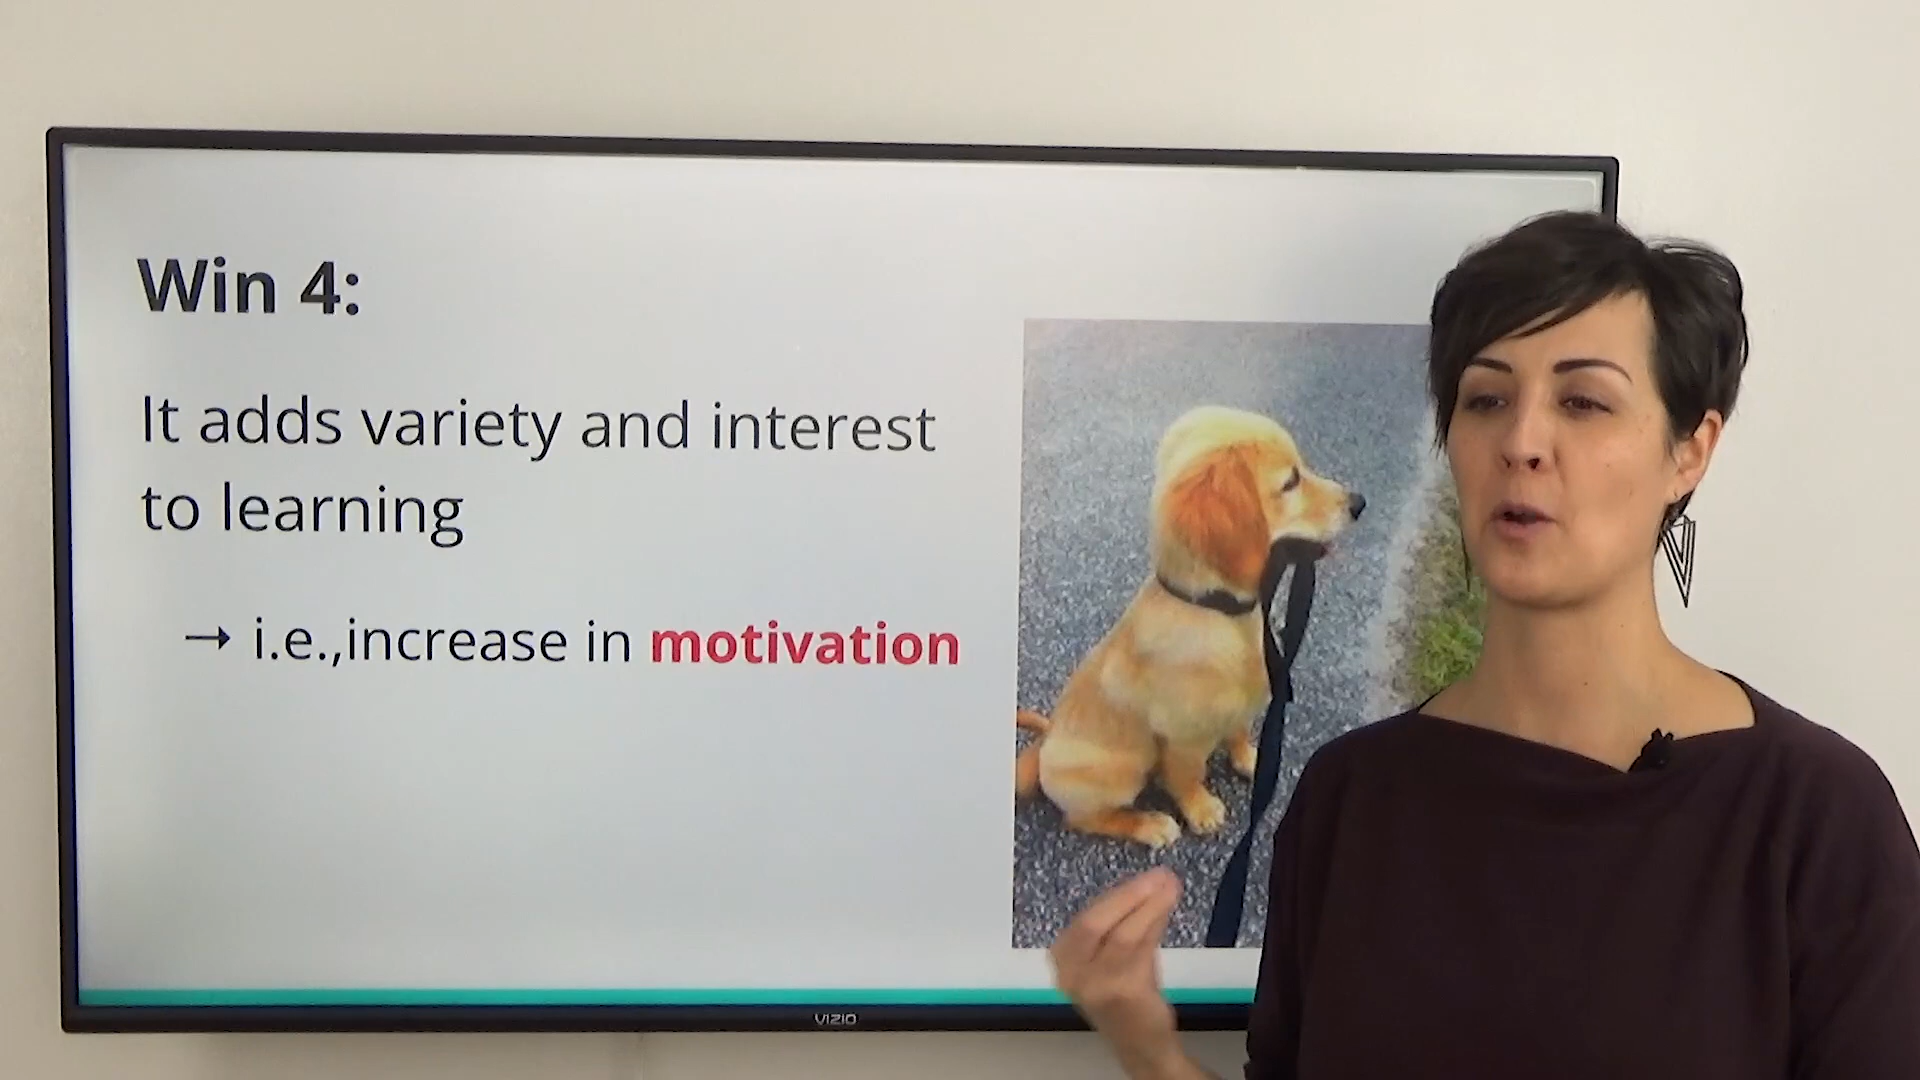 Win 4:
It adds variety and interest
to learning
→ i.e.,increase in motivation
VIZIO